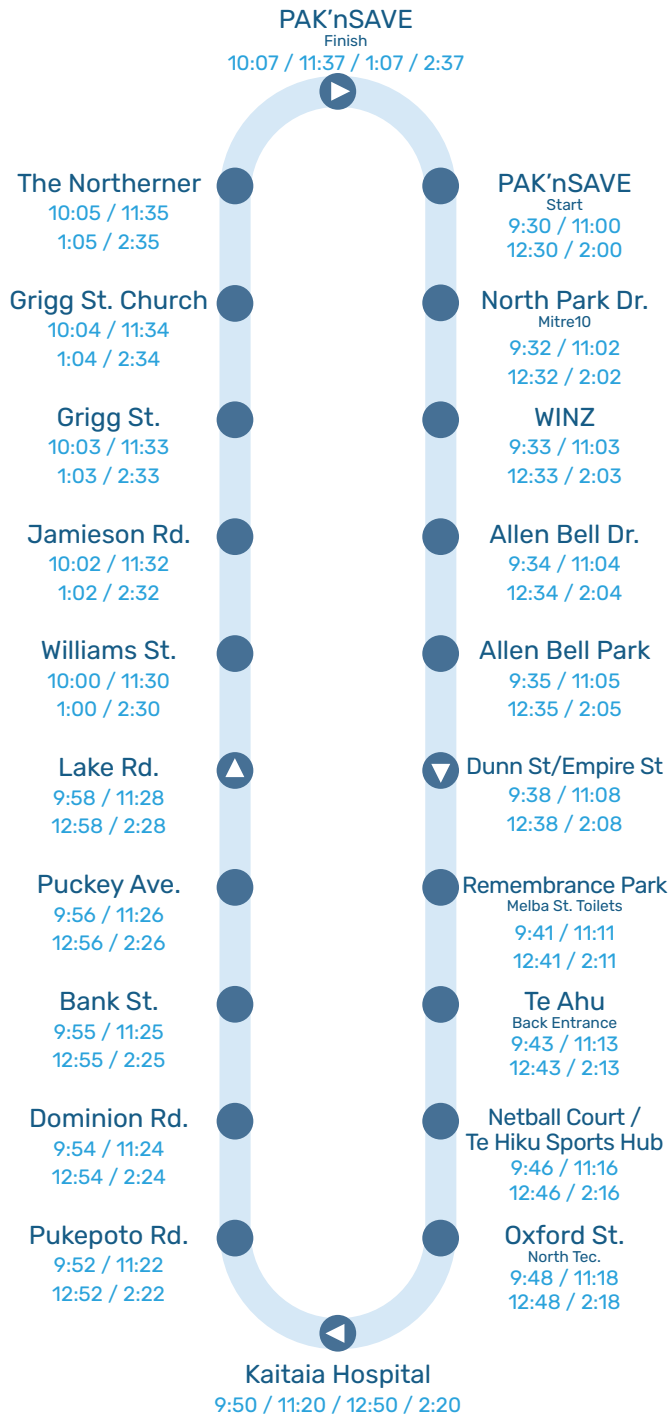 PAK'nSAVE
Finish
10:07 / 11:37 / 1:07 / 2:37
PAK'nSAVE
Start
9:30 / 11:00
12:30 / 2:00
North Park Dr.
Mitre10
9:32 / 11:02
12:32 / 2:02
WINZ
9:33 / 11:03
12:33 / 2:03
Allen Bell Dr.
9:34 / 11:04
12:34 / 2:04
Allen Bell Park
9:35 / 11:05
12:35 / 2:05
Dunn St/Empire St
9:38 / 11:08
12:38 / 2:08
Remembrance Park
Melba St. Toilets
9:41 / 11:11
12:41 / 2:11
Te Ahu
Back Entrance
9:43 / 11:13
12:43 / 2:13
Netball Court /
Te Hiku Sports Hub
9:46 / 11:16
12:46 / 2:16
Oxford St.
North Tec.
9:48 / 11:18
12:48 / 2:18
Kaitaia Hospital
9:50 / 11:20 / 12:50 / 2:20
Pukepoto Rd.
9:52 / 11:22
12:52 / 2:22
Dominion Rd.
9:54 / 11:24
12:54 / 2:24
Bank St.
9:55 / 11:25
12:55 / 2:25
Puckey Ave.
9:56 / 11:26
12:56 / 2:26
Lake Rd.
9:58 / 11:28
12:58 / 2:28
Williams St.
10:00 / 11:30
1:00 / 2:30
Jamieson Rd.
10:02 / 11:32
1:02 / 2:32
Grigg St.
10:03 / 11:33
1:03 / 2:33
Grigg St. Church
10:04 / 11:34
1:04 / 2:34
The Northerner
10:05 / 11:35
1:05 / 2:35